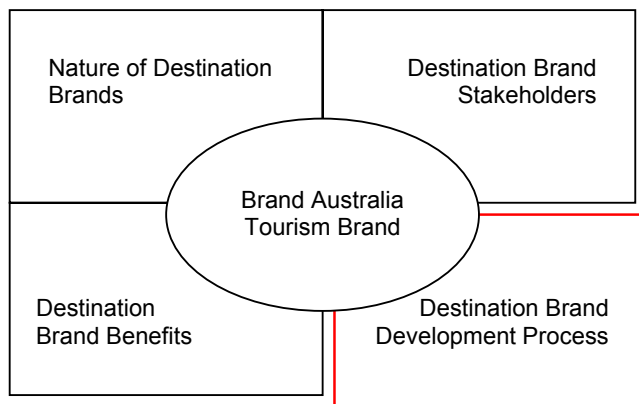 Nature of Destination
Brands
Destination Brand
Stakeholders
Brand Australia
Tourism Brand
Destination
Brand Benefits
Destination Brand
Development Process